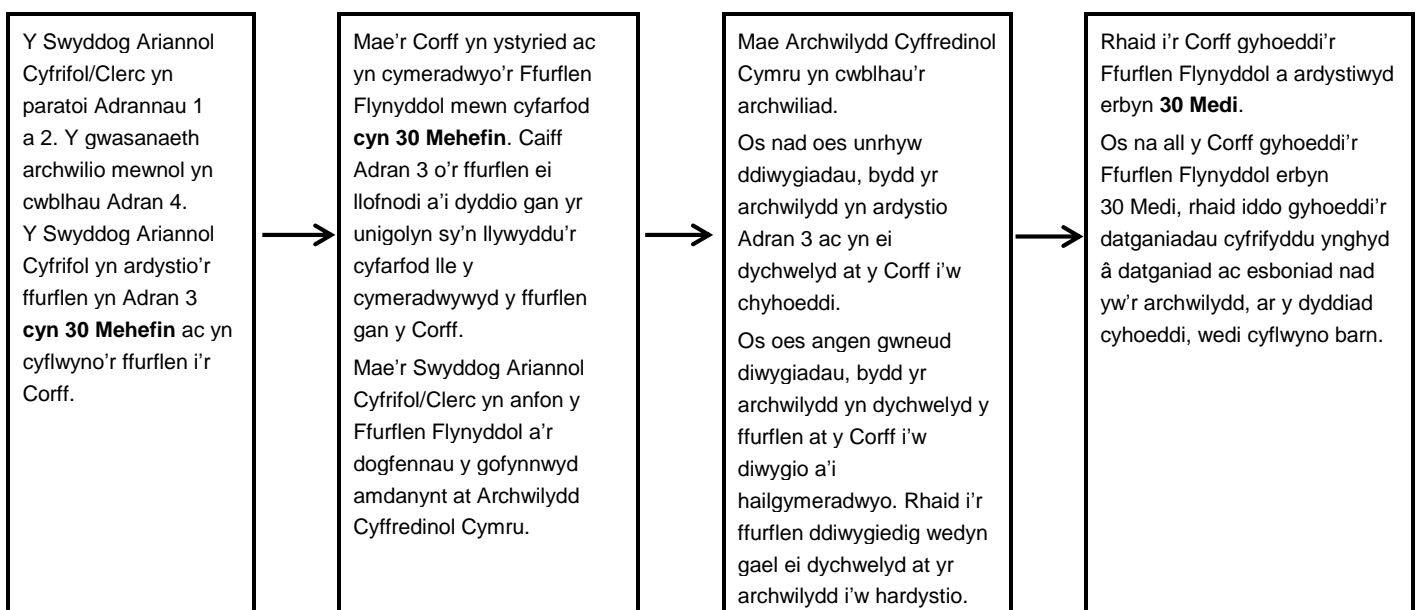 Y Swyddog Ariannol
Cyfrifol/Clerc yn
paratoi Adrannau 1
a 2. Y gwasanaeth
archwilio mewnol yn
cwblhau Adran 4.
Y Swyddog Ariannol
Cyfrifol yn ardystio’r
ffurflen yn Adran 3
cyn 30 Mehefin ac yn
cyflwyno’r ffurflen i’r
Corff.
Mae’r Corff yn ystyried ac
yn cymeradwyo’r Ffurflen
Flynyddol mewn cyfarfod
cyn 30 Mehefin. Caiff
Adran 3 o’r ffurflen ei
llofnodi a’i dyddio gan yr
unigolyn sy’n llywyddu’r
cyfarfod lle y
cymeradwywyd y ffurflen
gan y Corff.
Mae’r Swyddog Ariannol
Cyfrifol/Clerc yn anfon y
Ffurflen Flynyddol a’r
dogfennau y gofynnwyd
amdanynt at Archwilydd
Cyffredinol Cymru.
Mae Archwilydd Cyffredinol
Cymru yn cwblhau’r
archwiliad.
Os nad oes unrhyw
ddiwygiadau, bydd yr
archwilydd yn ardystio
Adran 3 ac yn ei
dychwelyd at y Corff i’w
chyhoeddi.
Os oes angen gwneud
diwygiadau, bydd yr
archwilydd yn dychwelyd y
ffurflen at y Corff i’w
diwygio a’i
hailgymeradwyo. Rhaid i’r
ffurflen ddiwygiedig wedyn
gael ei dychwelyd at yr
archwilydd i’w hardystio.
Rhaid i’r Corff gyhoeddi’r
Ffurflen Flynyddol a ardystiwyd
erbyn 30 Medi.
Os na all y Corff gyhoeddi’r
Ffurflen Flynyddol erbyn
30 Medi, rhaid iddo gyhoeddi’r
datganiadau cyfrifyddu ynghyd
â datganiad ac esboniad nad
yw’r archwilydd, ar y dyddiad
cyhoeddi, wedi cyflwyno barn.